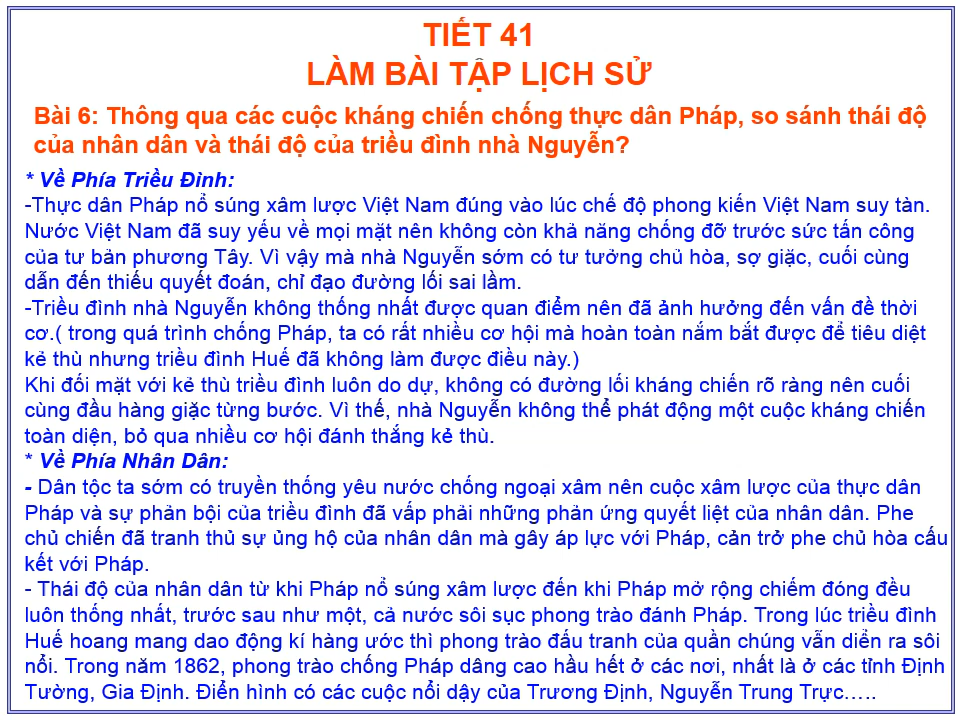 TIẾT 41
LÀM BÀI TẬP LỊCH SỬ
Bài 6: Thông qua các cuộc kháng chiến chống thực dân Pháp, so sánh thái độ
của nhân dân và thái độ của triều đình nhà Nguyễn?
* Về Phía Triều Đình:
-Thực dân Pháp nổ súng xâm lược Việt Nam đúng vào lúc chế độ phong kiến Việt Nam suy tàn.
Nước Việt Nam đã suy yếu về mọi mặt nên không còn khả năng chống đỡ trước sức tấn công
của tư bản phương Tây. Vì vậy mà nhà Nguyễn sớm có tư tưởng chủ hòa, sợ giặc, cuối cùng
dẫn đến thiếu quyết đoán, chỉ đạo đường lối sai lầm.
-Triều đình nhà Nguyễn không thống nhất được quan điểm nên đã ảnh hưởng đến vấn đề thời
cơ.( trong quá trình chống Pháp, ta có rất nhiều cơ hội mà hoàn toàn nắm bắt được để tiêu diệt
kẻ thù nhưng triều đình Huế đã không làm được điều này.)
Khi đối mặt với kẻ thù triều đình luôn do dự, không có đường lối kháng chiến rõ ràng nên cuối
cùng đầu hàng giặc từng bước. Vì thế, nhà Nguyễn không thể phát động một cuộc kháng chiến
toàn diện, bỏ qua nhiều cơ hội đánh thắng kẻ thù.
* Về Phía Nhân Dân:
- Dân tộc ta sớm có truyền thống yêu nước chống ngoại xâm nên cuộc xâm lược của thực dân
Pháp và sự phản bội của triều đình đã vấp phải những phản ứng quyết liệt của nhân dân. Phe
chủ chiến đã tranh thủ sự ủng hộ của nhân dân mà gây áp lực với Pháp, cản trở phe chủ hòa cấu
kết với Pháp.
- Thái độ của nhân dân từ khi Pháp nổ súng xâm lược đến khi Pháp mở rộng chiếm đóng đều
luôn thống nhất, trước sau như một, cả nước sôi sục phong trào đánh Pháp. Trong lúc triều đình
Huế hoang mang dao động kí hàng ước thì phong trào đấu tranh của quần chúng vẫn diển ra sôi
nổi. Trong năm 1862, phong trào chống Pháp dâng cao hầu hết ở các nơi, nhất là ở các tĩnh Định
Tường, Gia Định. Điển hình có các cuộc nổi dậy của Trương Định, Nguyễn Trung Trực…..